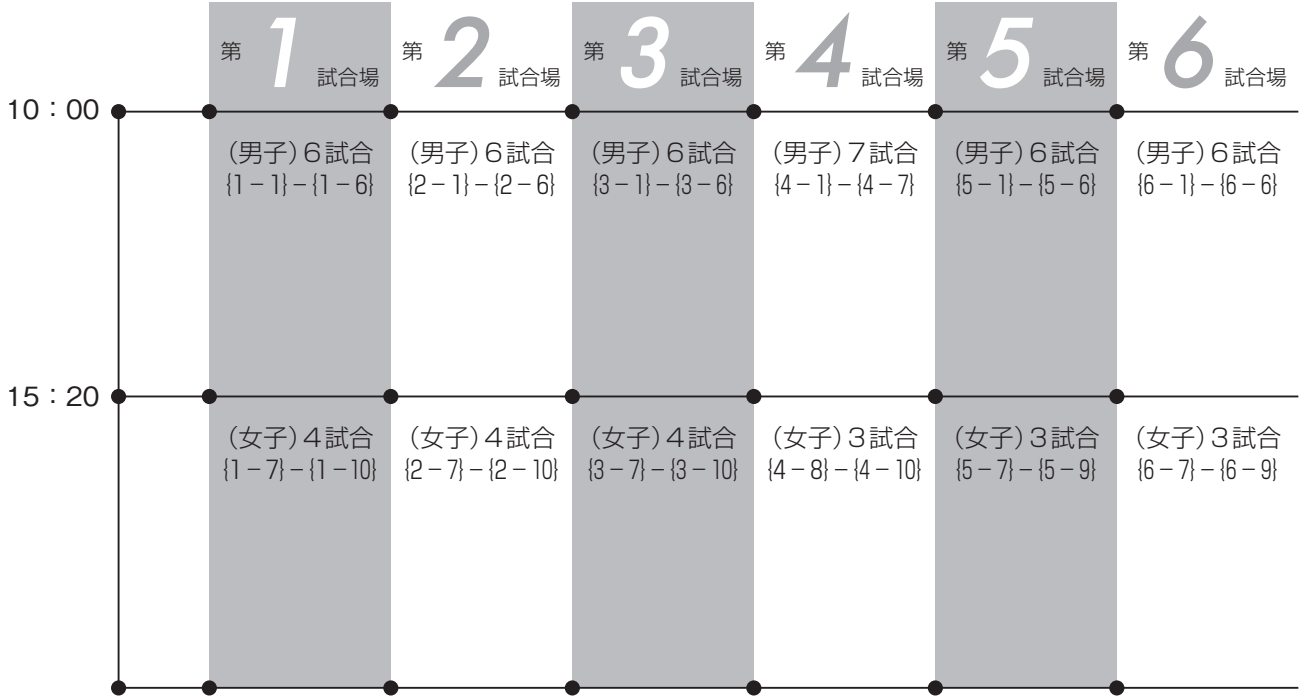 第 1 試合場 第 2 試合場 第 3 試合場 第 4 試合場 第 5 試合場 第 6 試合場
10：00
(男子)6試合 (男子)6試合 (男子)6試合 (男子)7試合 (男子)6試合 (男子)6試合
{1−1}−{1−6} {2−1}−{2−6} {3−1}−{3−6} {4−1}−{4−7} {5−1}−{5−6} {6−1}−{6−6}
15：20
(女子)4試合 (女子)4試合 (女子)4試合 (女子)3試合 (女子)3試合 (女子)3試合
{1−7}−{1−10} {2−7}−{2−10} {3−7}−{3−10} {4−8}−{4−10} {5−7}−{5−9} {6−7}−{6−9}